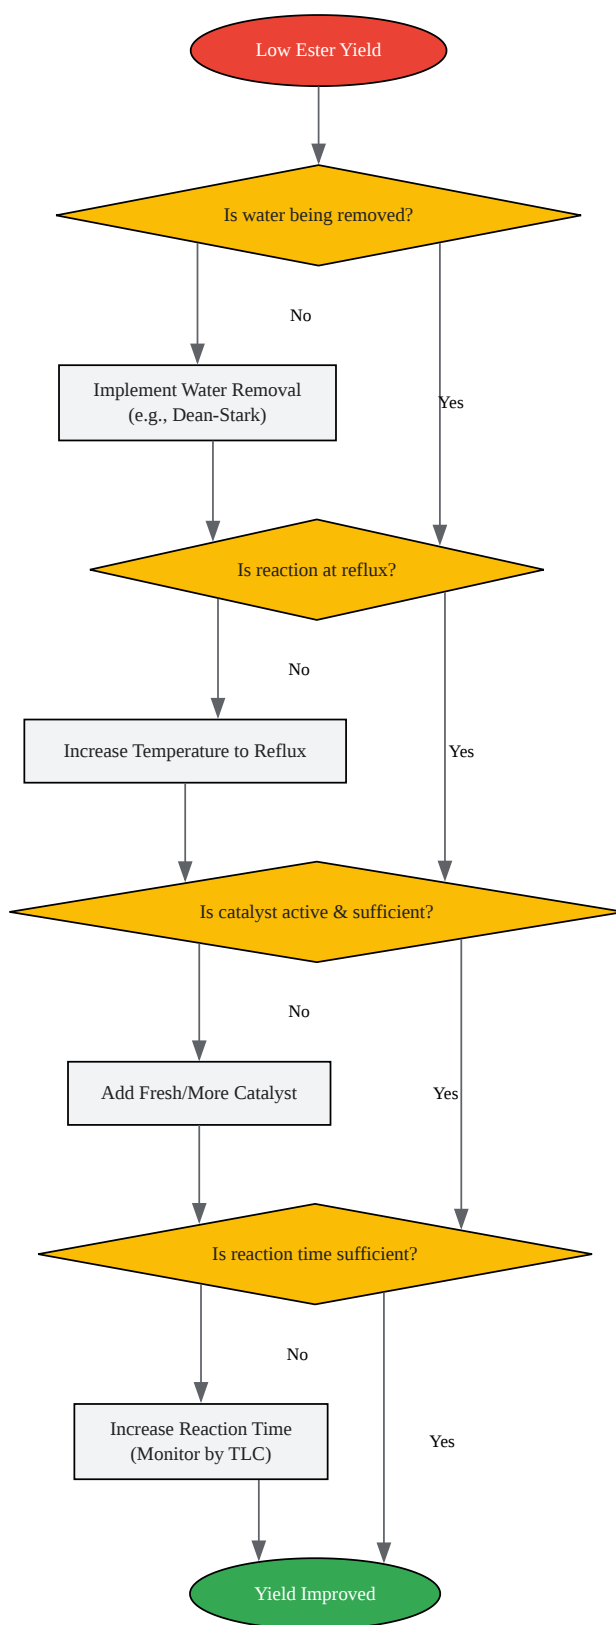 Low Ester Yield
Is water being removed?
No
Implement Water Removal
(e.g., Dean-Stark)
Yes
Is reaction at reflux?
No
Increase Temperature to Reflux
Yes
Is catalyst active & sufficient?
No
Add Fresh/More Catalyst
Yes
Is reaction time sufficient?
No
Increase Reaction Time
(Monitor by TLC)
Yes
Yield Improved